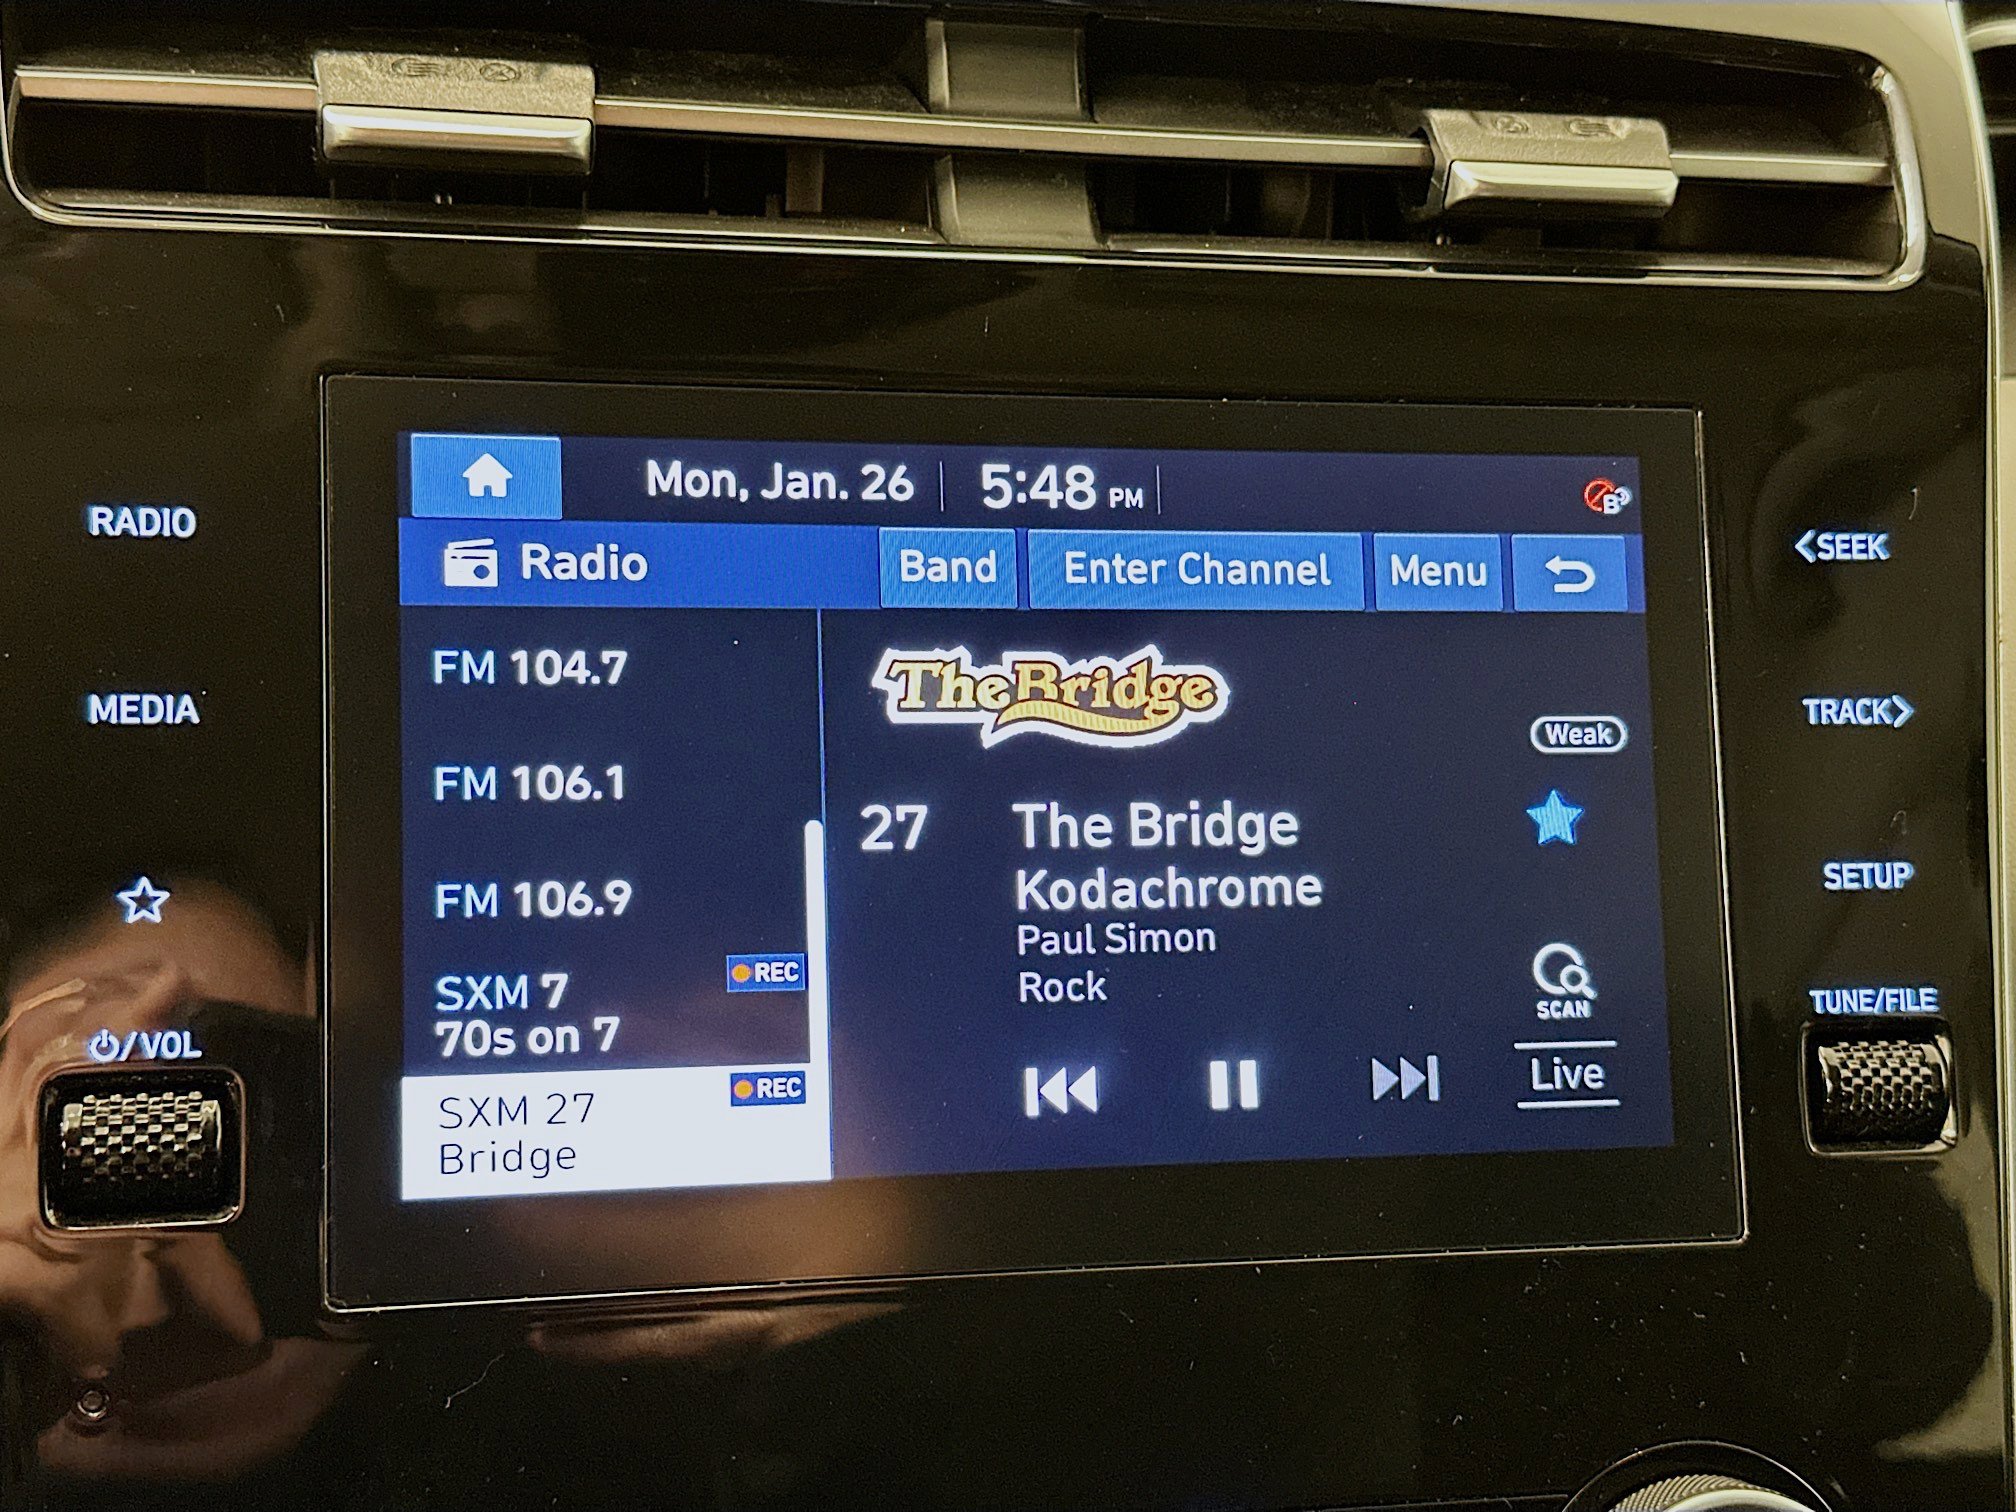 Mon, Jan. 26 5:48 PM
Radio Band Enter Channel Menu
RADIO
MEDIA
/VOL
FM 104.7
FM 106.1
FM 106.9
SXM 7 REC
70s on 7
SXM 27 REC
Bridge
The Bridge
Weak
27 The Bridge
Kodachrome
Paul Simon
Rock
SCAN
Live
<SEEK
TRACK>
SETUP
TUNE/FILE